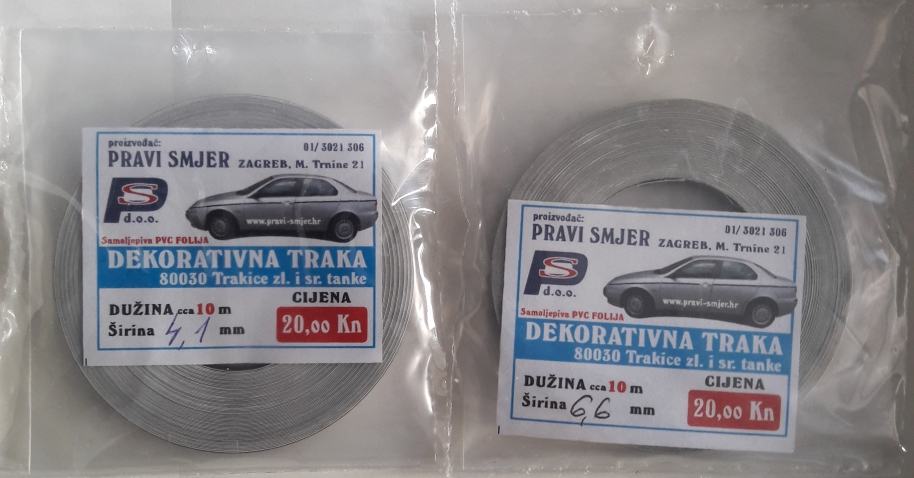 proizvođač:
01/3021 306
PRAVI SMJER
ZAGREB, M. Trnine 21
PS
d.o.o.
www.pravi-smjer.hr
Samoljepiva PVC FOLIJA
DEKORATIVNA TRAKA
80030 Trakice zl. i sr. tanke
DUŽINA cca 10 m
CIJENA
Širina 4,1 mm
20,00 Kn
proizvođač:
01/3021 306
PRAVI SMJER
ZAGREB, M. Trnine 21
PS
d.o.o.
www.pravi-smjer.hr
Samoljepiva PVC FOLIJA
DEKORATIVNA TRAKA
80030 Trakice zl. i sr. tanke
DUŽINA cca 10 m
CIJENA
Širina 6,6 mm
20,00 Kn